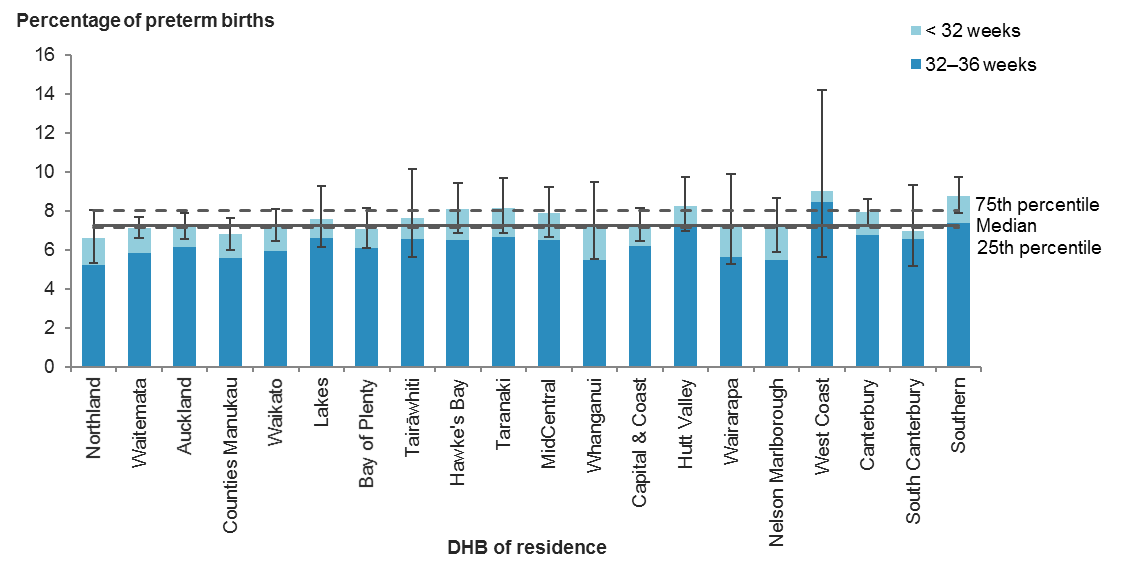 Percentage of preterm births
< 32 weeks
32–36 weeks
16
14
12
10
8
6
4
2
0
75th percentile
Median
25th percentile
Northland
Waitemata
Auckland
Counties Manukau
Waikato
Lakes
Bay of Plenty
Tairāwhiti
Hawke's Bay
Taranaki
MidCentral
Whanganui
Capital & Coast
Hutt Valley
Wairarapa
Nelson Marlborough
West Coast
Canterbury
South Canterbury
Southern
DHB of residence